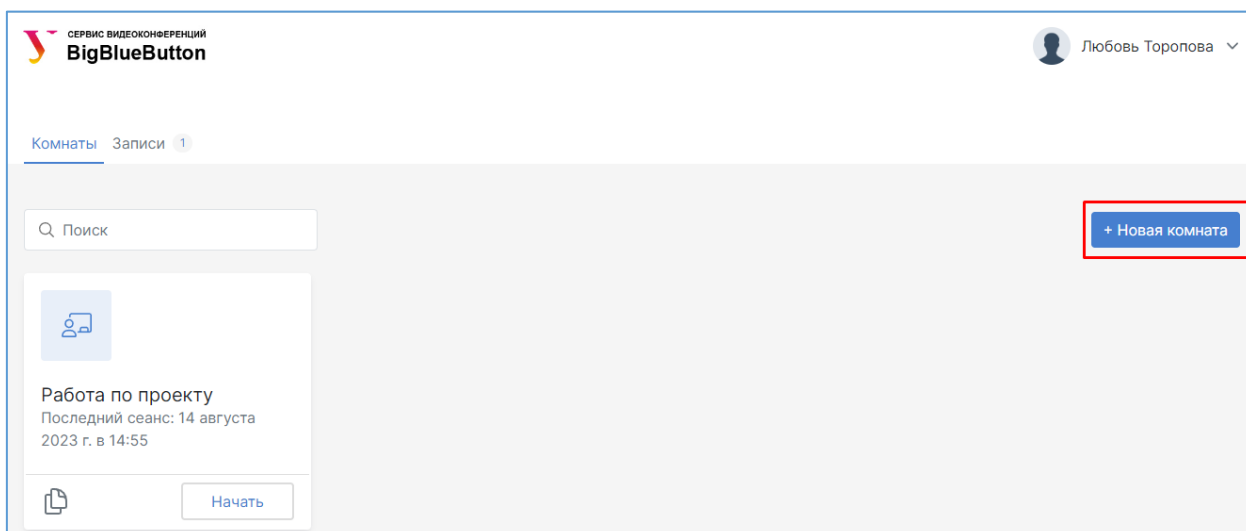 СЕРВИС ВИДЕОКОНФЕРЕНЦИЙ
BigBlueButton
Любовь Торопова
Комнаты Записи 1
Поиск
+ Новая комната
Работа по проекту
Последний сеанс: 14 августа
2023 г. в 14:55
Начать